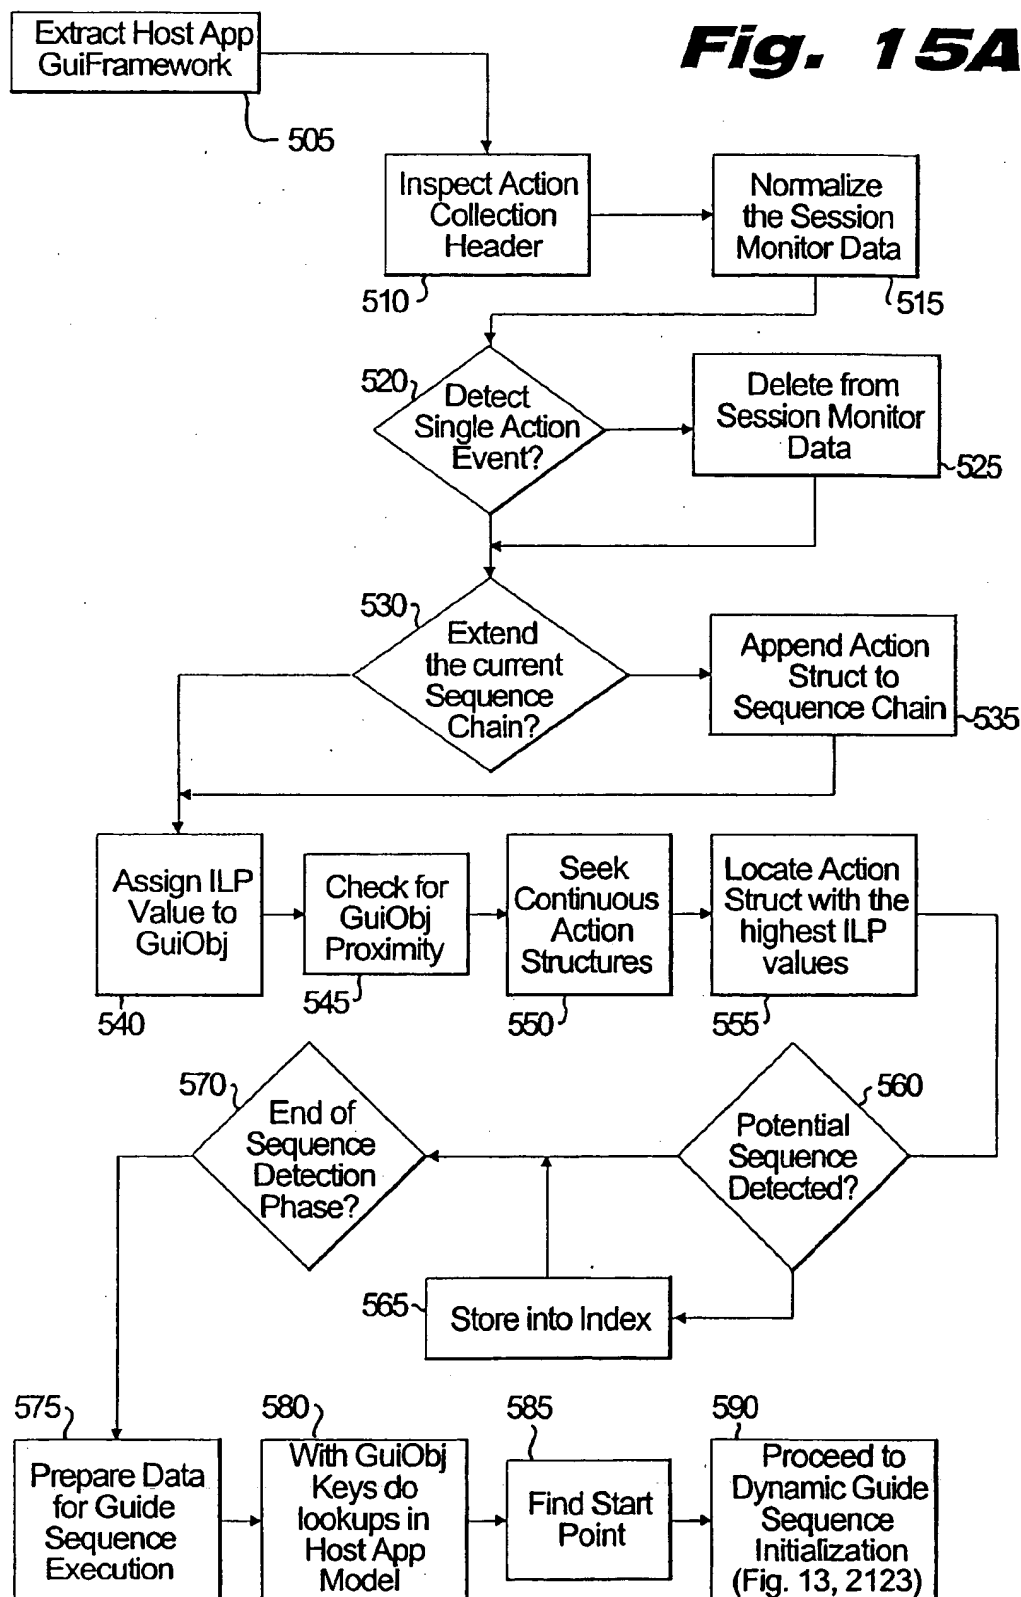 Fig. 15A
Extract Host App
GuiFramework
505
Inspect Action
Collection
Header
510
Normalize
the Session
Monitor Data
515
520
Detect
Single Action
Event?
Delete from
Session Monitor
Data
525
530
Extend
the current
Sequence
Chain?
Append Action
Struct to
Sequence Chain
535
Assign ILP
Value to
GuiObj
540
Check for
GuiObj
Proximity
545
Seek
Continuous
Action
Structures
550
Locate Action
Struct with the
highest ILP
values
555
560
Potential
Sequence
Detected?
565
Store into Index
570
End of
Sequence
Detection
Phase?
575
Prepare Data
for Guide
Sequence
Execution
580
With GuiObj
Keys do
lookups in
Host App
Model
585
Find Start
Point
590
Proceed to
Dynamic Guide
Sequence
Initialization
(Fig. 13, 2123)